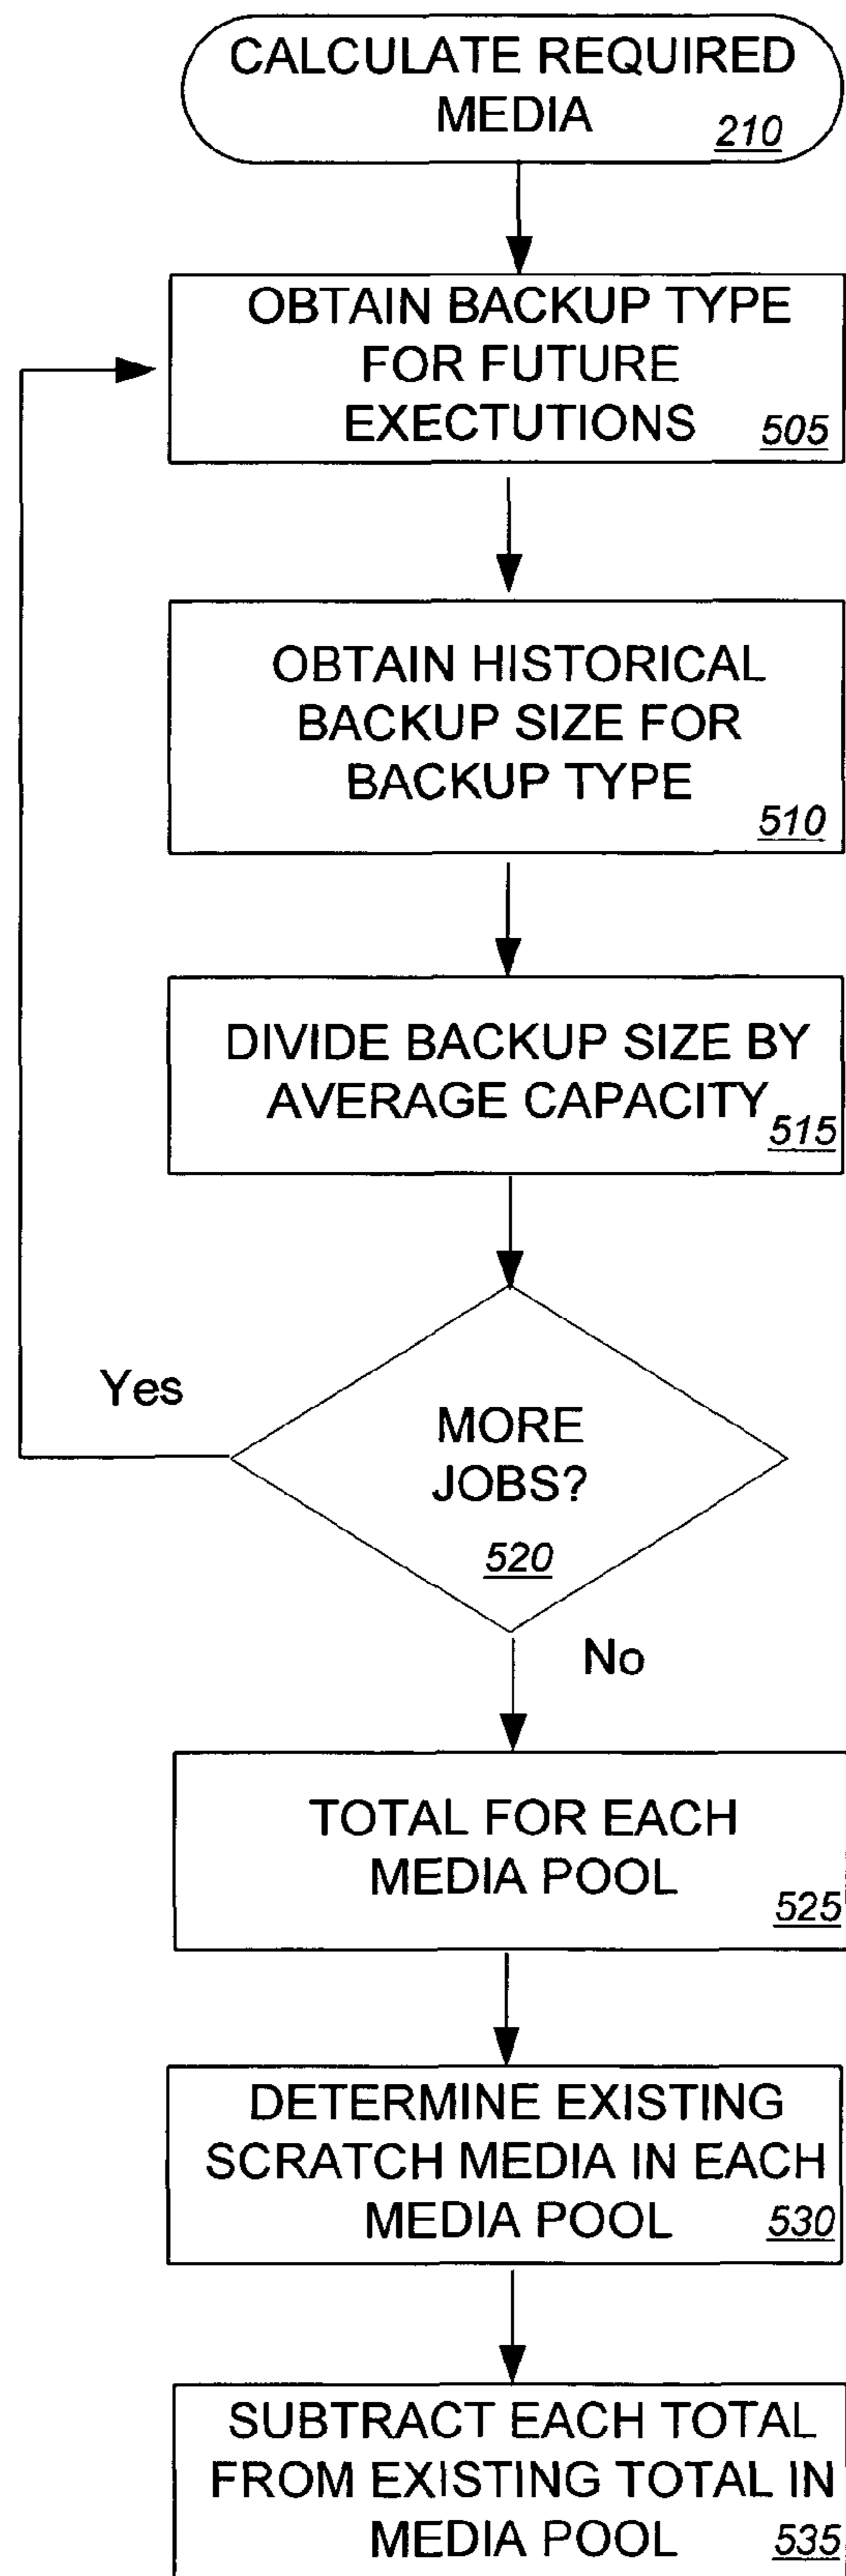 CALCULATE REQUIRED
MEDIA 210
OBTAIN BACKUP TYPE
FOR FUTURE
EXECTUTIONS 505
OBTAIN HISTORICAL
BACKUP SIZE FOR
BACKUP TYPE
510
DIVIDE BACKUP SIZE BY
AVERAGE CAPACITY 515
Yes
MORE
JOBS?
520
No
TOTAL FOR EACH
MEDIA POOL
525
DETERMINE EXISTING
SCRATCH MEDIA IN EACH
MEDIA POOL 530
SUBTRACT EACH TOTAL
FROM EXISTING TOTAL IN
MEDIA POOL 535